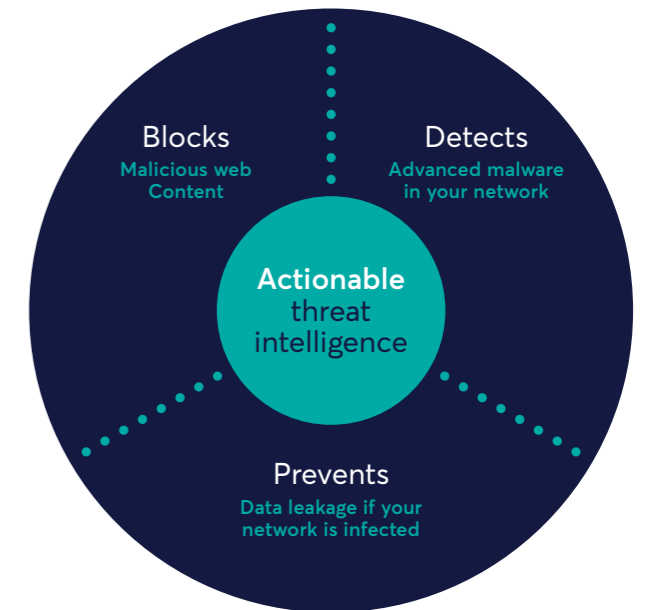 Blocks
Malicious web
Content
Detects
Advanced malware
in your network
Actionable
threat
intelligence
Prevents
Data leakage if your
network is infected